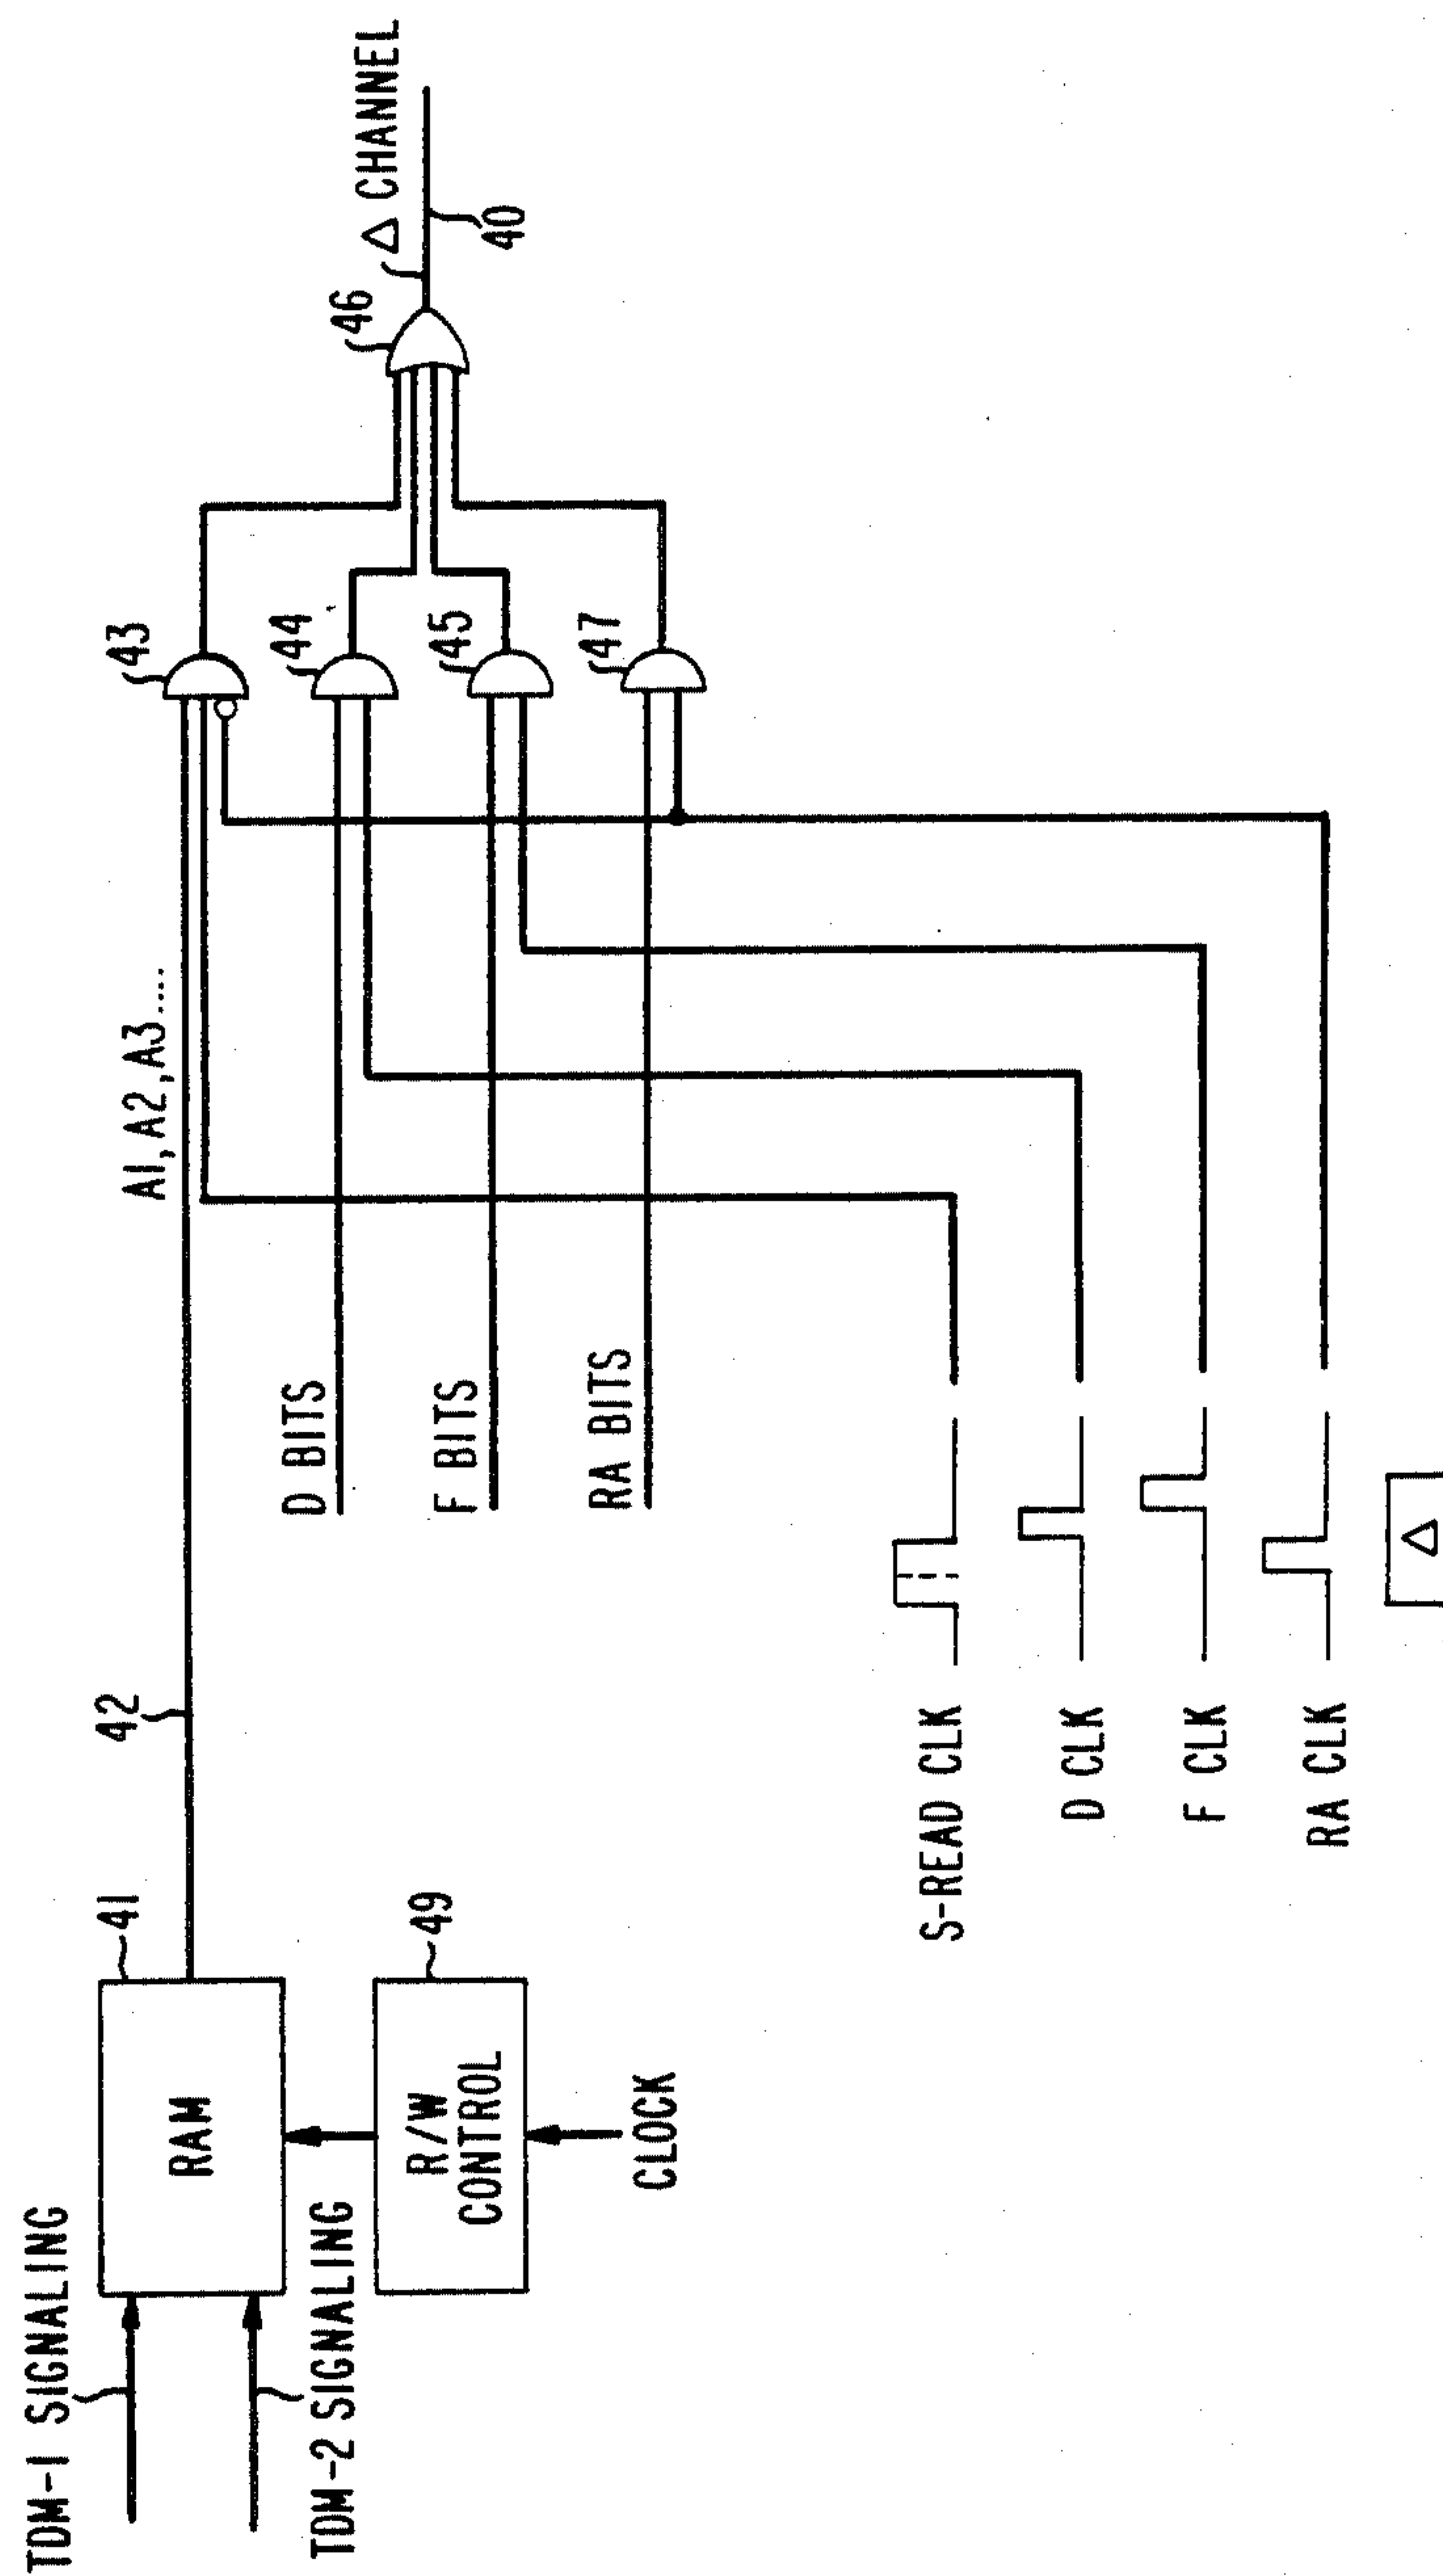 TDM-1 SIGNALING
TDM-2 SIGNALING
RAM
41
R/W
CONTROL
49
CLOCK
42
A1, A2, A3....
D BITS
F BITS
RA BITS
43
44
45
47
46
Δ CHANNEL
40
S-READ CLK
D CLK
F CLK
RA CLK
Δ